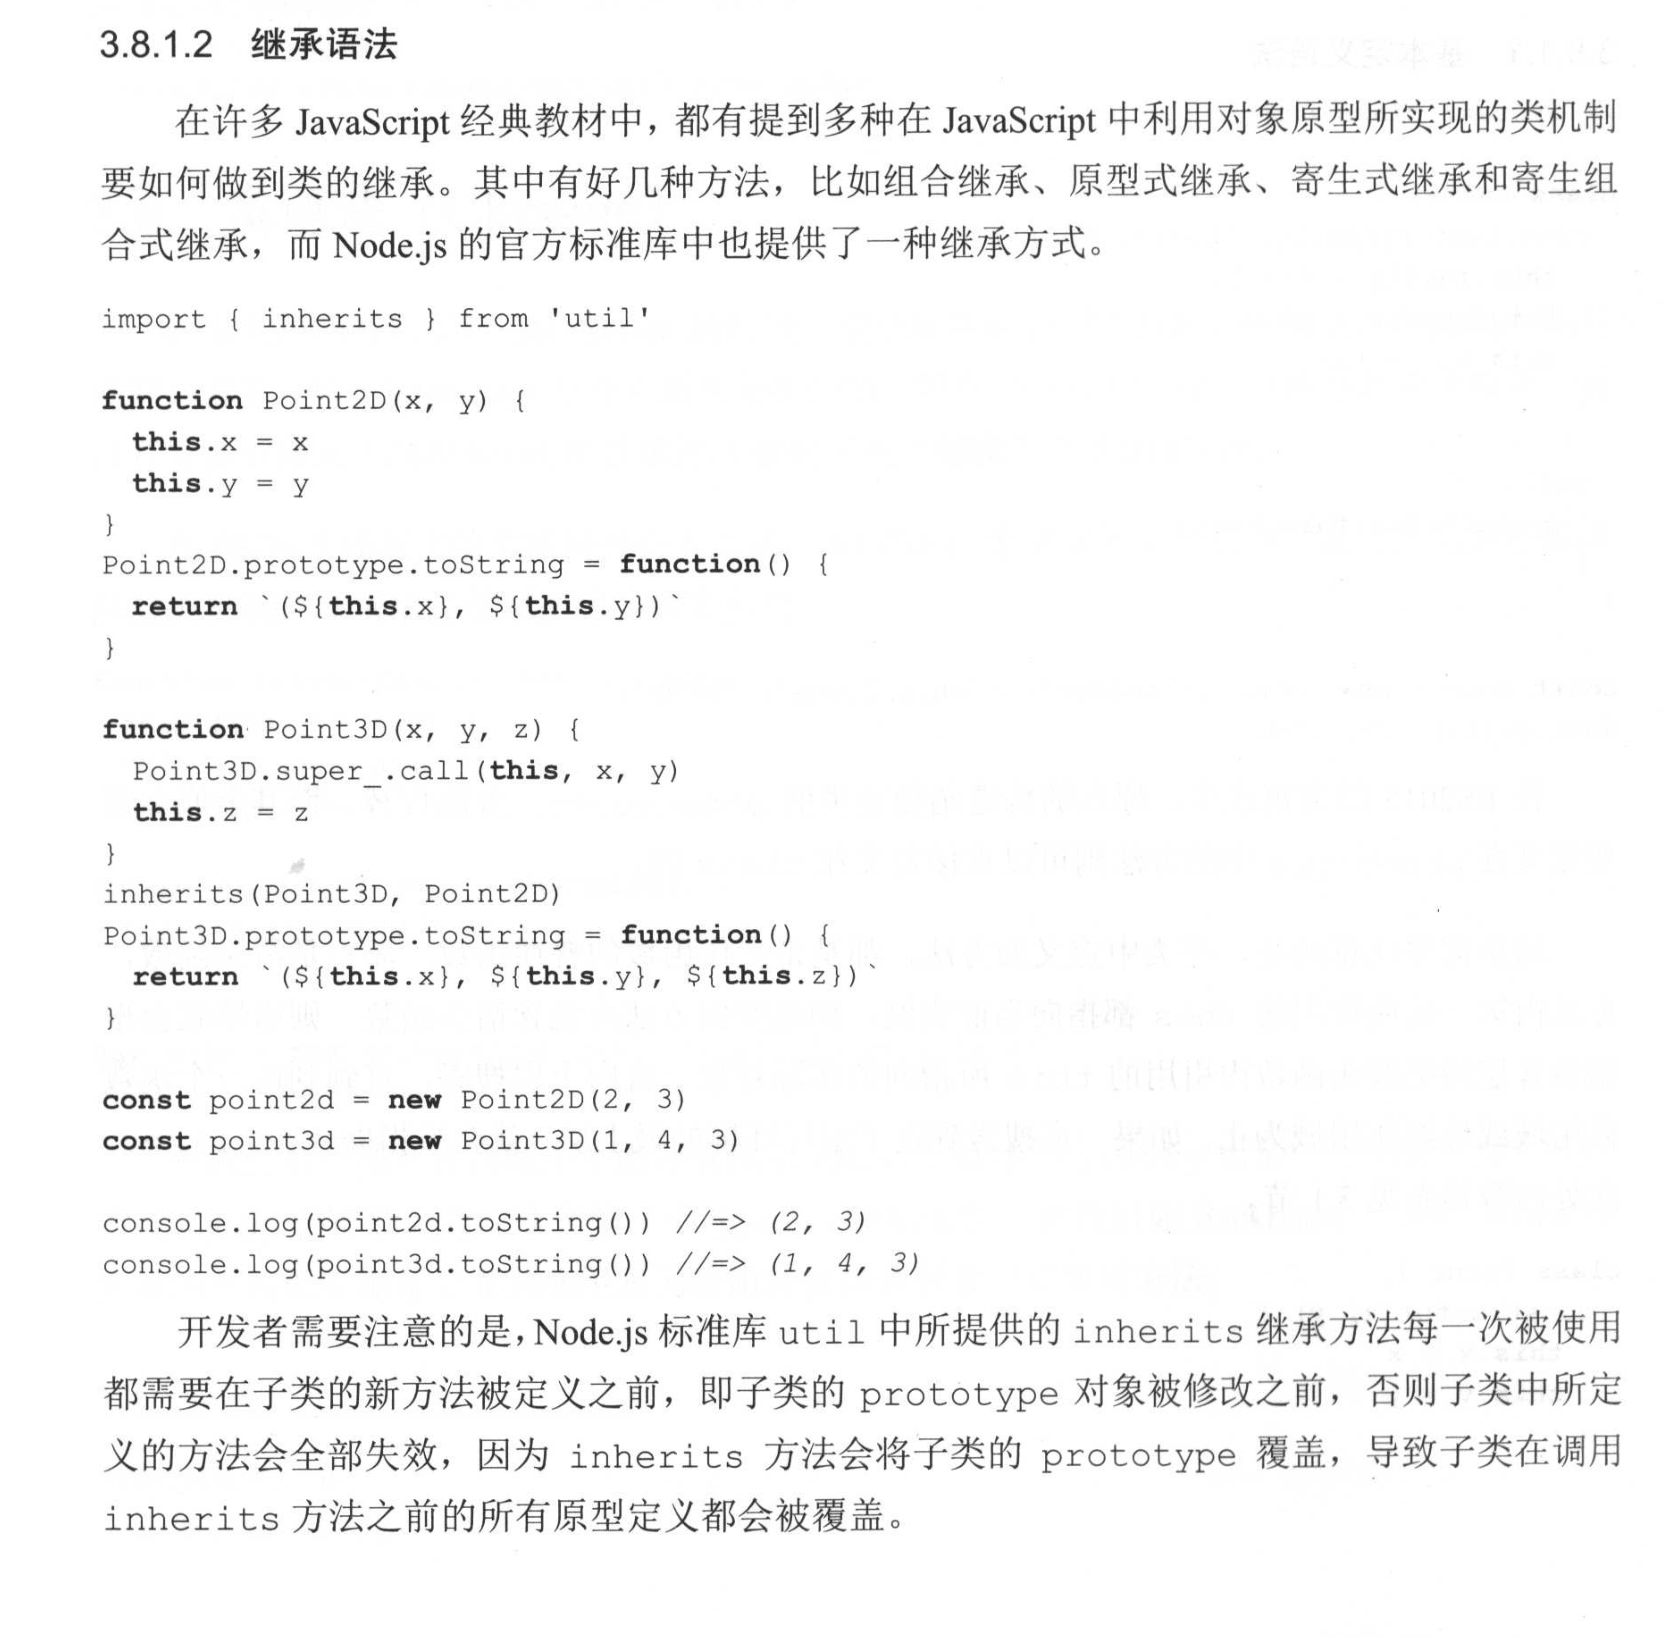 3.8.1.2 继承语法
在许多 JavaScript 经典教材中，都有提到多种在 JavaScript 中利用对象原型所实现的类机制
要如何做到类的继承。其中有好几种方法，比如组合继承、原型式继承、寄生式继承和寄生组
合式继承，而 Node.js 的官方标准库中也提供了一种继承方式。
import { inherits } from 'util'
function Point2D(x, y) {
  this.x = x
  this.y = y
}
Point2D.prototype.toString = function() {
  return `(${this.x}, ${this.y})`
}
function Point3D(x, y, z) {
  Point3D.super_.call(this, x, y)
  this.z = z
}
inherits(Point3D, Point2D)
Point3D.prototype.toString = function() {
  return `(${this.x}, ${this.y}, ${this.z})`
}
const point2d = new Point2D(2, 3)
const point3d = new Point3D(1, 4, 3)
console.log(point2d.toString()) //=> (2, 3)
console.log(point3d.toString()) //=> (1, 4, 3)
开发者需要注意的是，Node.js 标准库 util 中所提供的 inherits 继承方法每一次被使用
都需要在子类的新方法被定义之前，即子类的 prototype 对象被修改之前，否则子类中所定
义的方法会全部失效，因为 inherits 方法会将子类的 prototype 覆盖，导致子类在调用
inherits 方法之前的所有原型定义都会被覆盖。